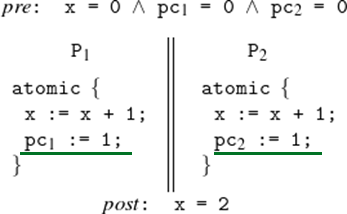 pre: x = 0 ∧ pc1 = 0 ∧ pc2 = 0
P1 P2
atomic { atomic {
x := x + 1; x := x + 1;
pc1 := 1; pc2 := 1;
} }
post: x = 2